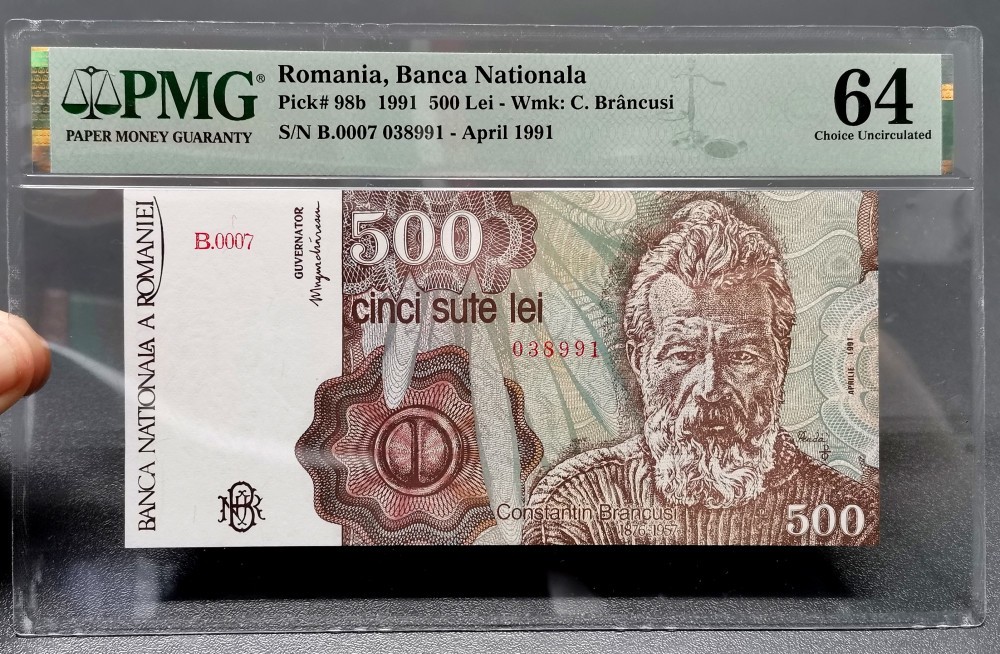 PMG®
PAPER MONEY GUARANTY
Romania, Banca Nationala
Pick# 98b 1991 500 Lei - Wmk: C. Brâncusi
S/N B.0007 038991 - April 1991
64
Choice Uncirculated
BANCA NATIONALA A ROMANIEI
B.0007
GUVERNATOR
500
cinci sute lei
038991
APRILIE 1991
Constantin Brancusi
1876-1957
500